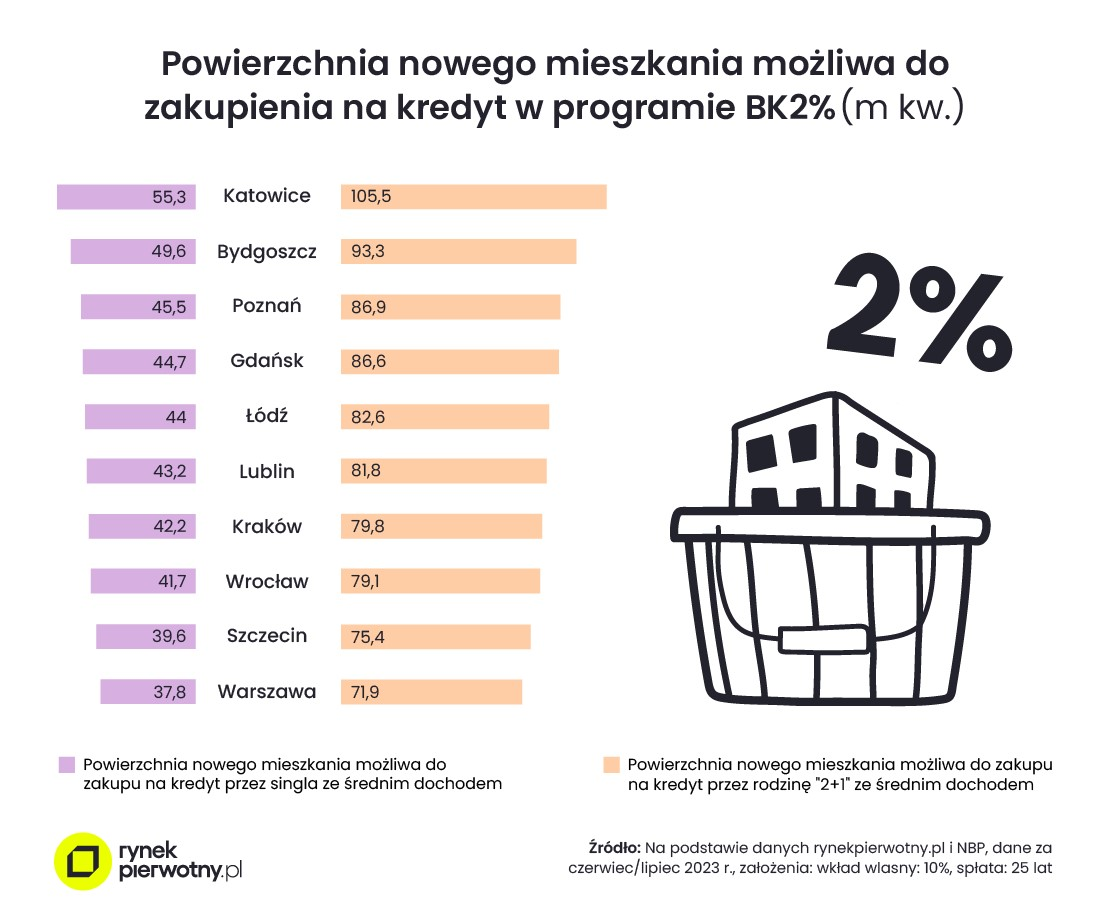 Powierzchnia nowego mieszkania możliwa do
zakupienia na kredyt w programie BK2% (m kw.)
55,3 Katowice 105,5
49,6 Bydgoszcz 93,3
45,5 Poznań 86,9
44,7 Gdańsk 86,6
44 Łódź 82,6
43,2 Lublin 81,8
42,2 Kraków 79,8
41,7 Wrocław 79,1
39,6 Szczecin 75,4
37,8 Warszawa 71,9
2%
Powierzchnia nowego mieszkania możliwa do
zakupu na kredyt przez singla ze średnim dochodem
Powierzchnia nowego mieszkania możliwa do zakupu
na kredyt przez rodzinę "2+1" ze średnim dochodem
rynek
pierwotny.pl
Źródło: Na podstawie danych rynekpierwotny.pl i NBP, dane za
czerwiec/lipiec 2023 r., założenia: wkład wlasny: 10%, spłata: 25 lat